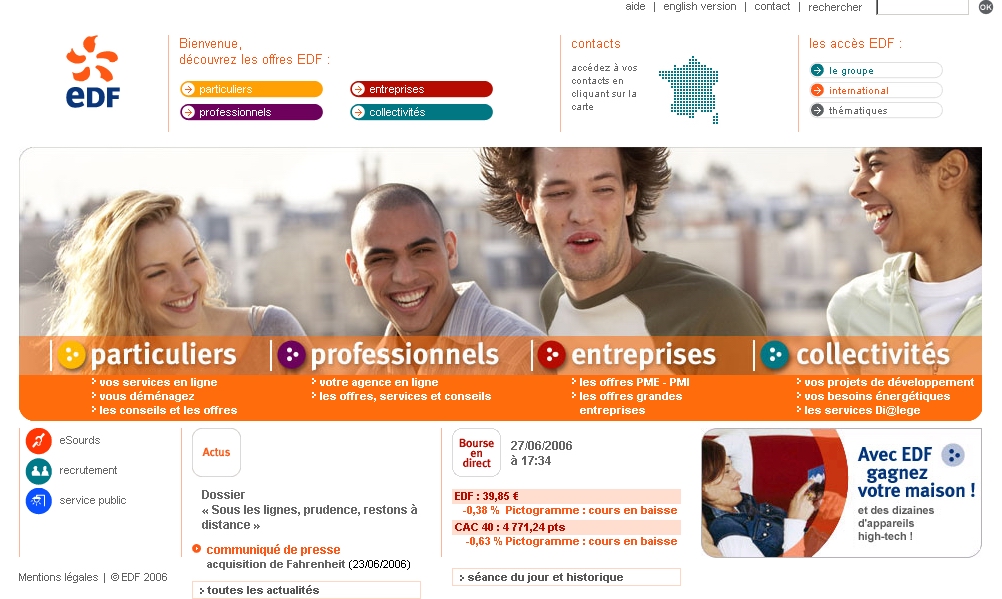 aide | english version | contact | rechercher
OK
eDF
Bienvenue,
découvrez les offres EDF :
particuliers
entreprises
professionnels
collectivités
contacts
accédez à vos
contacts en
cliquant sur la
carte
les accès EDF :
le groupe
international
thématiques
particuliers
vos services en ligne
vous déménagez
les conseils et les offres
professionnels
votre agence en ligne
les offres, services et conseils
entreprises
les offres PME - PMI
les offres grandes
entreprises
collectivités
vos projets de développement
vos besoins énergétiques
les services Di@lege
eSourds
recrutement
service public
Actus
Dossier
« Sous les lignes, prudence, restons à
distance »
communiqué de presse
acquisition de Fahrenheit (23/06/2006)
> toutes les actualités
Bourse
en
direct
27/06/2006
à 17:34
EDF : 39,85 €
-0,38 % Pictogramme : cours en baisse
CAC 40 : 4 771,24 pts
-0,63 % Pictogramme : cours en baisse
> séance du jour et historique
Avec EDF
gagnez
votre maison !
et des dizaines
d'appareils
high-tech !
Mentions légales | © EDF 2006